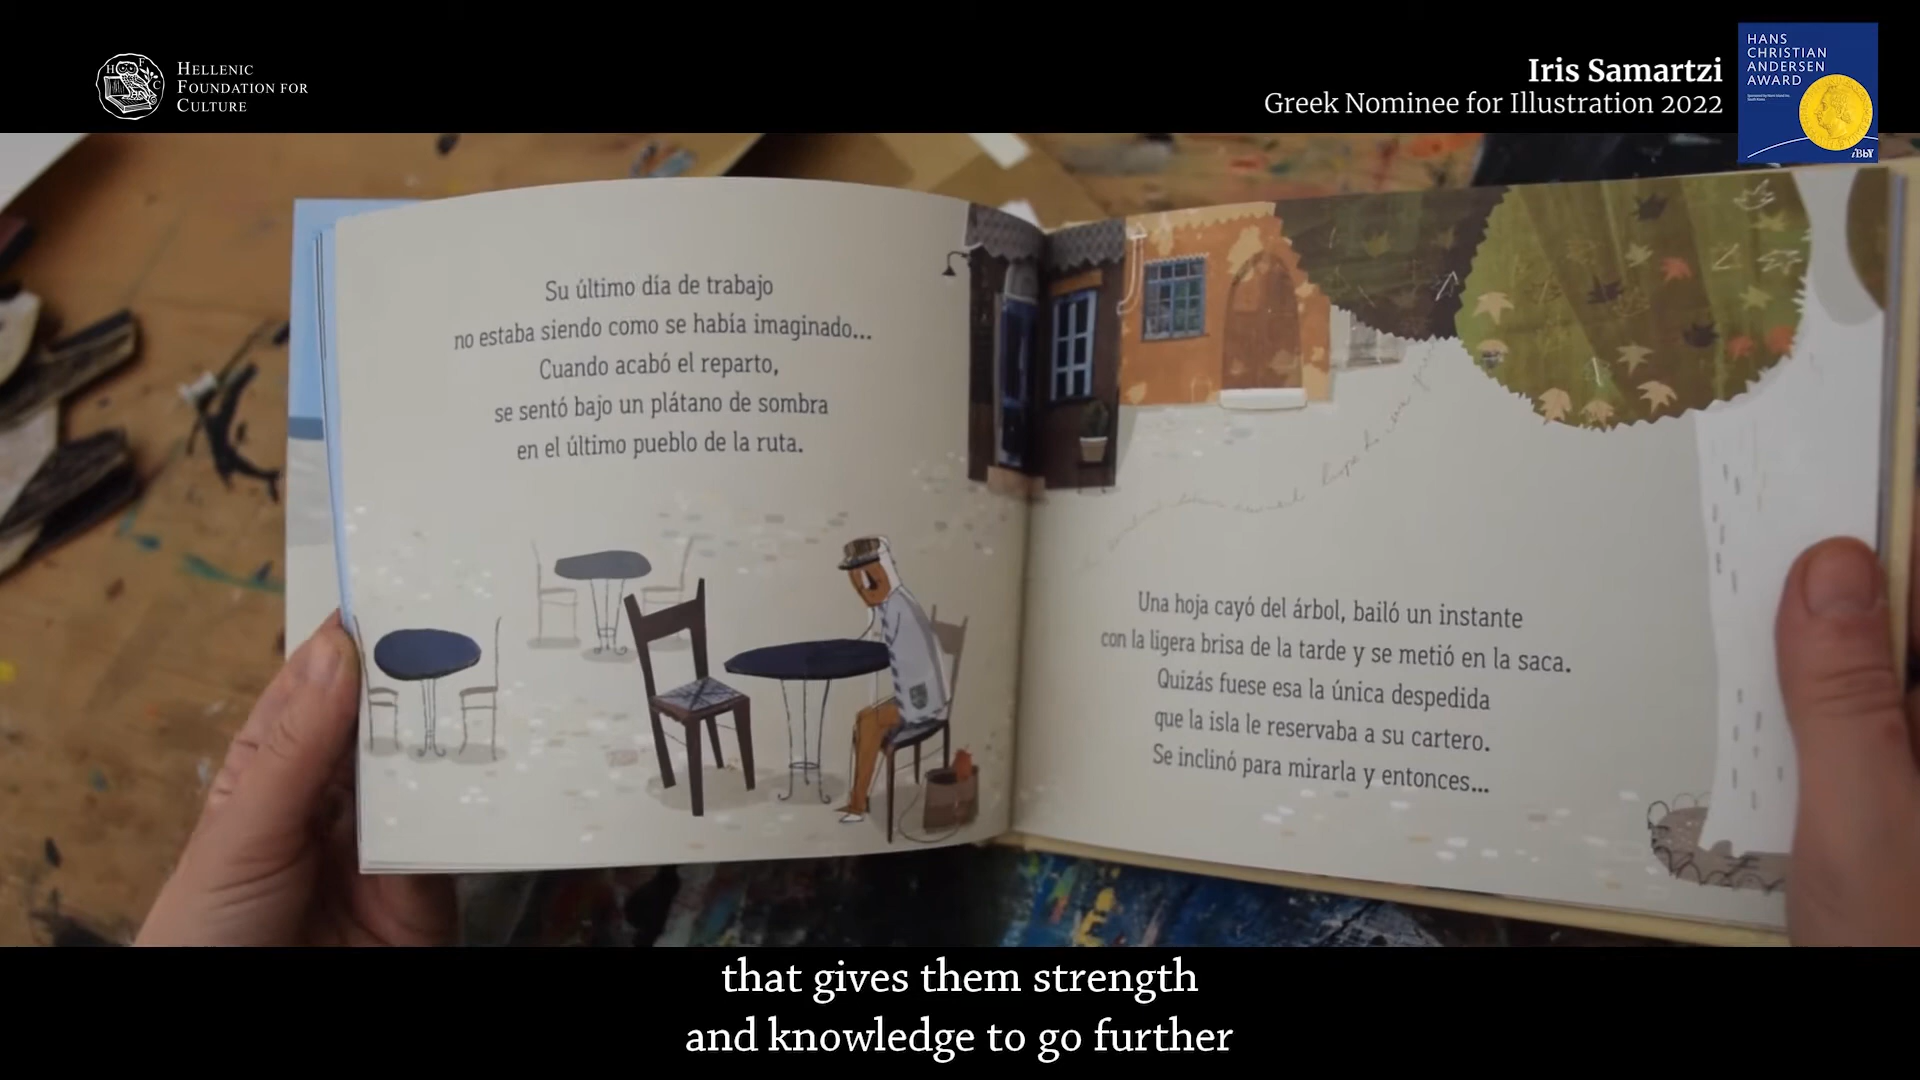 HELLENIC
FOUNDATION FOR
CULTURE
Iris Samartzi
Greek Nominee for Illustration 2022
HANS
CHRISTIAN
ANDERSEN
AWARD
iBbY
Su último día de trabajo
no estaba siendo como se había imaginado...
Cuando acabó el reparto,
se sentó bajo un plátano de sombra
en el último pueblo de la ruta.
Una hoja cayó del árbol, bailó un instante
con la ligera brisa de la tarde y se metió en la saca.
Quizás fuese esa la única despedida
que la isla le reservaba a su cartero.
Se inclinó para mirarla y entonces...
that gives them strength
and knowledge to go further